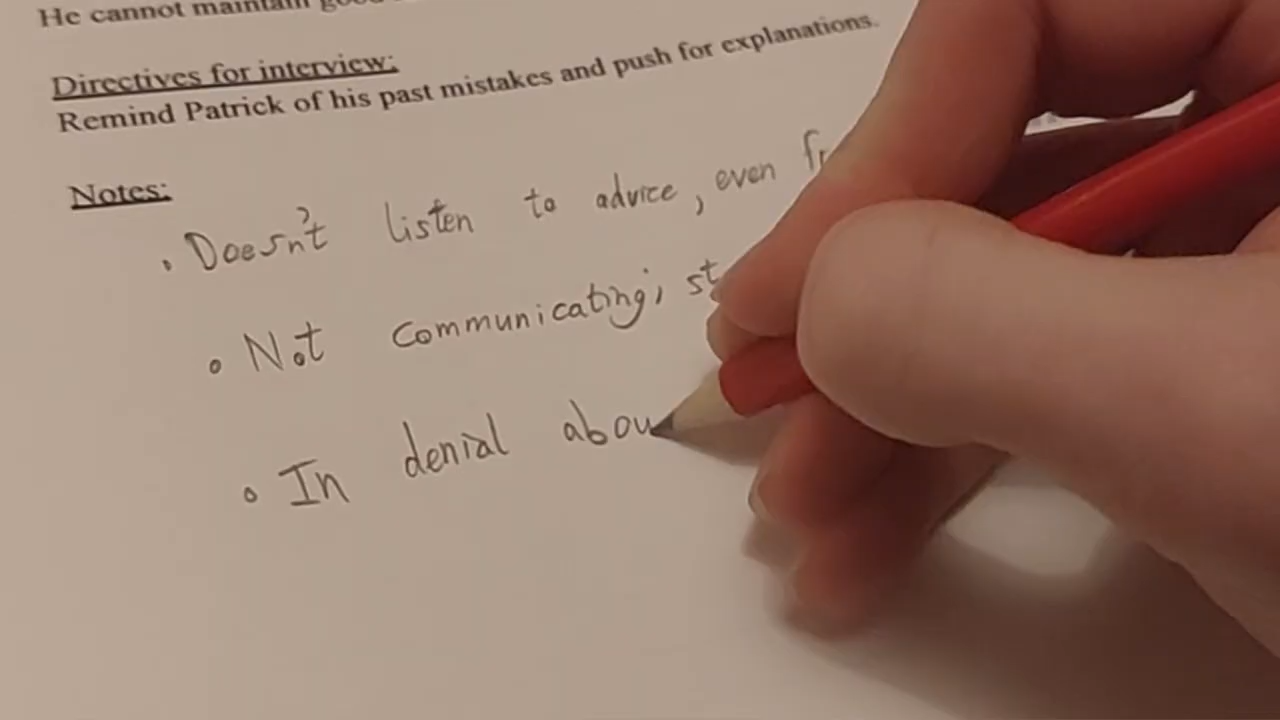 He cannot maintain
Directives for interview:
Remind Patrick of his past mistakes and push for explanations.
Notes:
• Doesn't listen to advice, even
• Not communicating;
• In denial